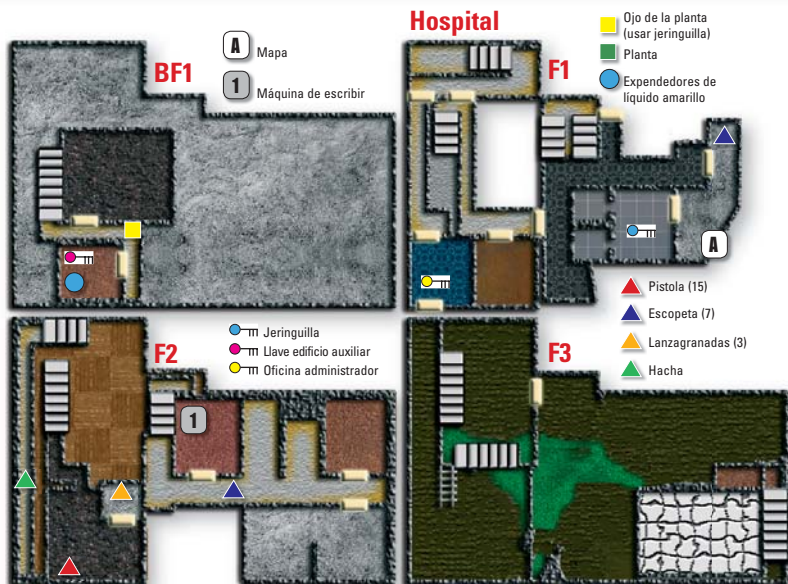 Hospital
BF1
A
Mapa
1
Máquina de escribir
F1
Ojo de la planta
(usar jeringuilla)
Planta
Expendedores de
líquido amarillo
A
Pistola (15)
Escopeta (7)
Lanzagranadas (3)
Hacha
F2
Jeringuilla
Llave edificio auxiliar
Oficina administrador
1
F3